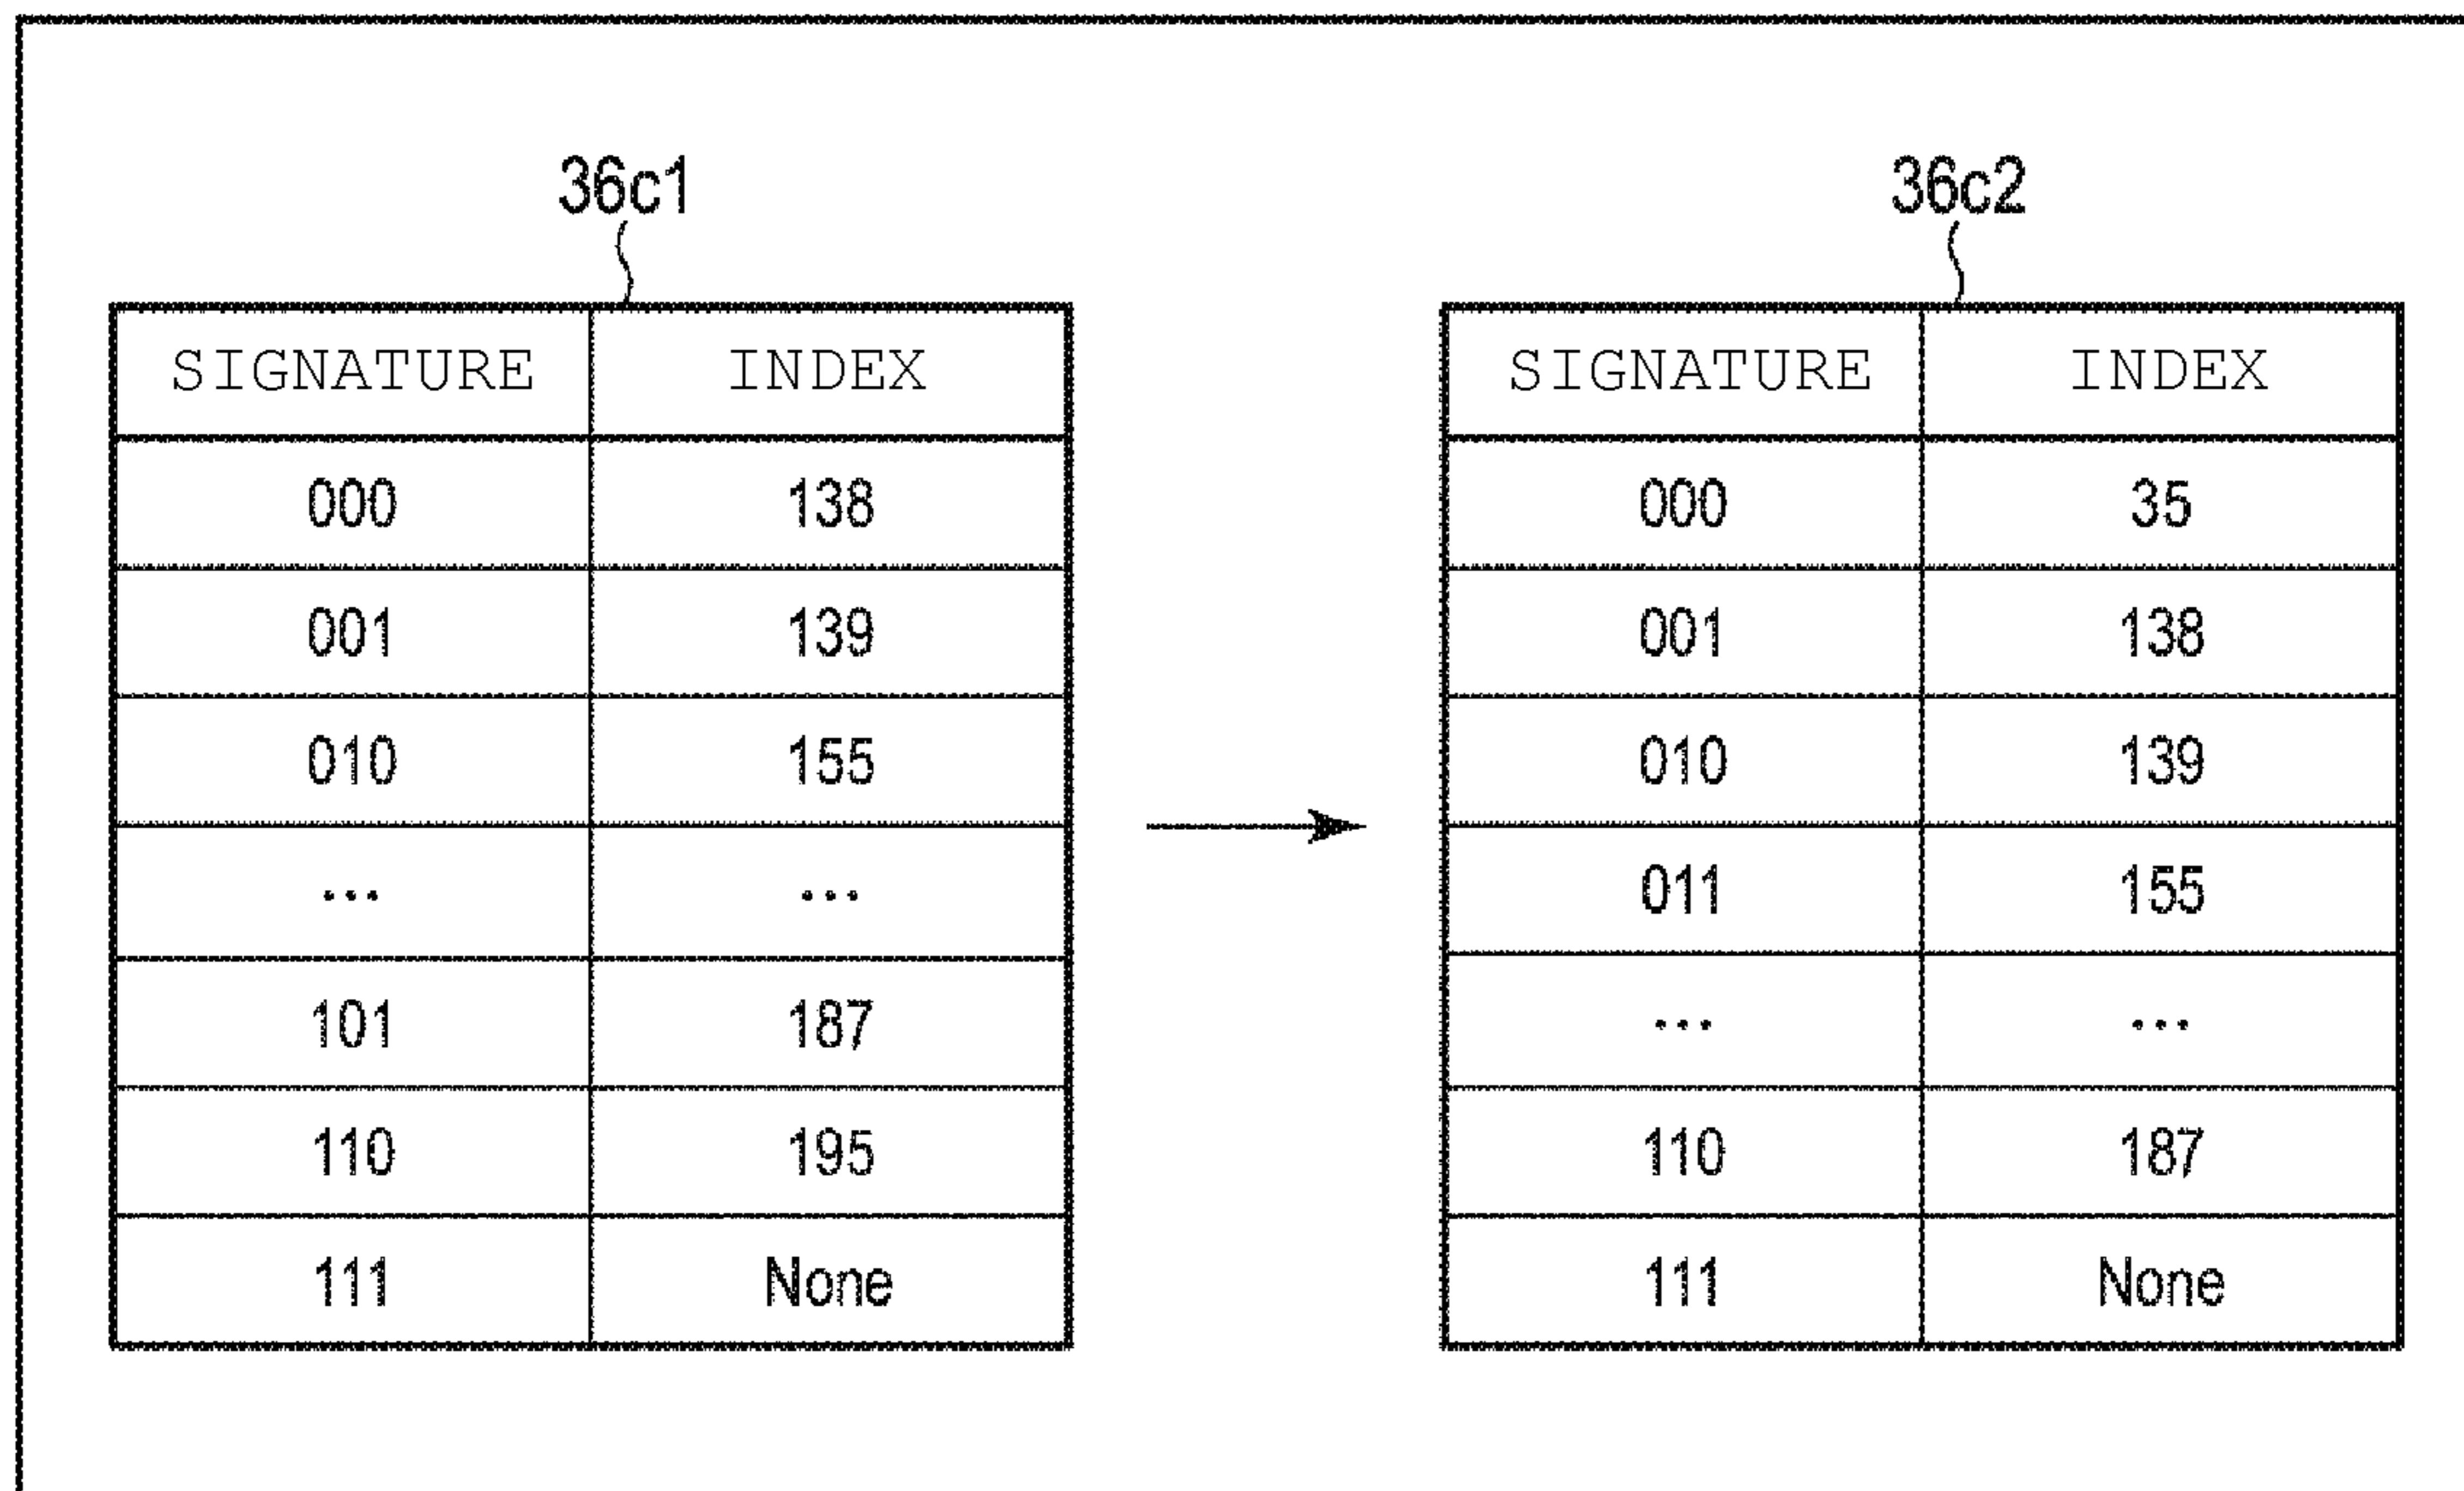 36c1
SIGNATURE INDEX
000 138
001 139
010 155
... ...
101 187
110 195
111 None
36c2
SIGNATURE INDEX
000 35
001 138
010 139
011 155
... ...
110 187
111 None